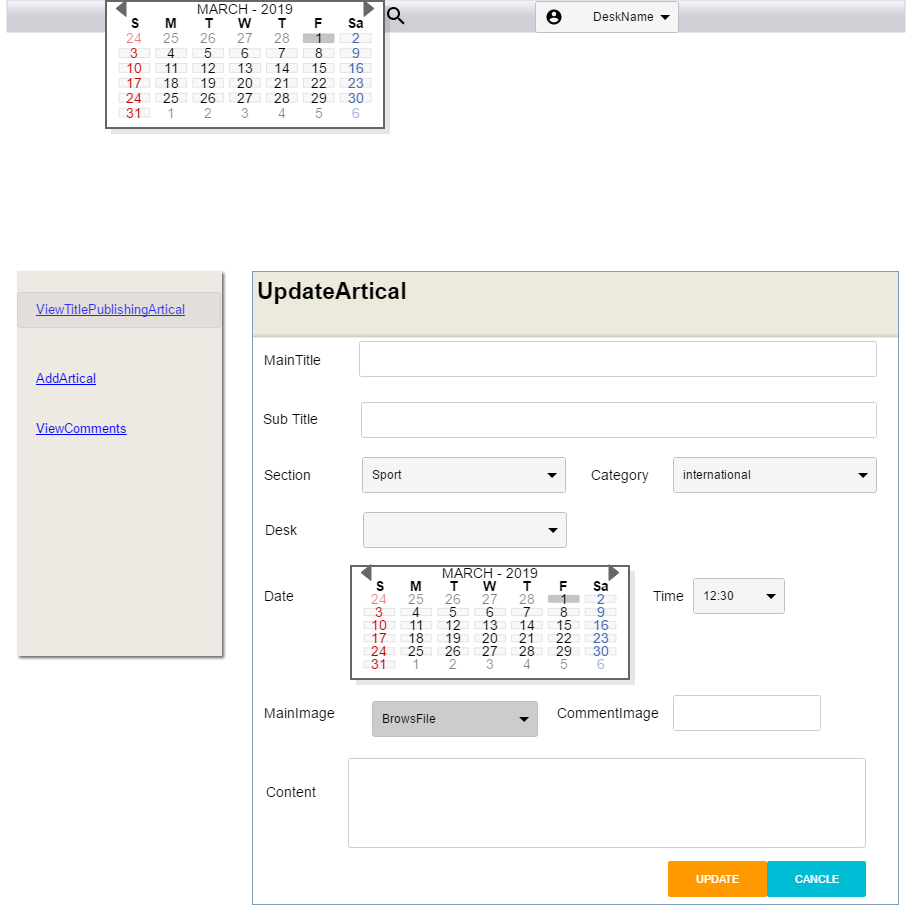 MARCH - 2019
DeskName
S M T W T F Sa
24 25 26 27 28 1 2
3 4 5 6 7 8 9
10 11 12 13 14 15 16
17 18 19 20 21 22 23
24 25 26 27 28 29 30
31 1 2 3 4 5 6
ViewTitlePublishingArtical
AddArtical
ViewComments
UpdateArtical
MainTitle
Sub Title
Section Sport Category international
Desk
Date
MARCH - 2019
S M T W T F Sa
24 25 26 27 28 1 2
3 4 5 6 7 8 9
10 11 12 13 14 15 16
17 18 19 20 21 22 23
24 25 26 27 28 29 30
31 1 2 3 4 5 6
Time 12:30
MainImage BrowsFile CommentImage
Content
UPDATE CANCLE